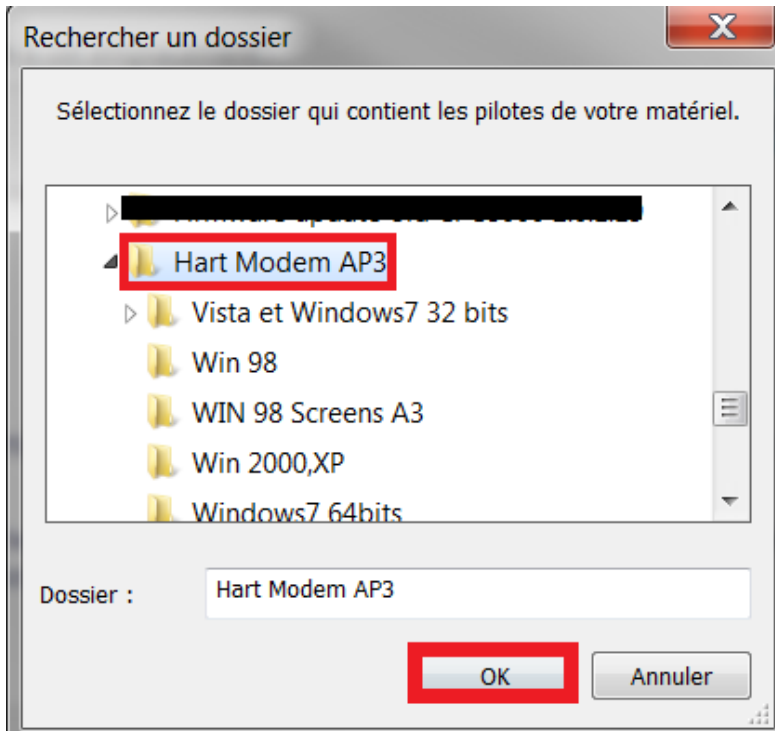 Rechercher un dossier
X
Sélectionnez le dossier qui contient les pilotes de votre matériel.
Hart Modem AP3
Vista et Windows7 32 bits
Win 98
WIN 98 Screens A3
Win 2000,XP
Windows7 64bits
Dossier :
Hart Modem AP3
OK
Annuler